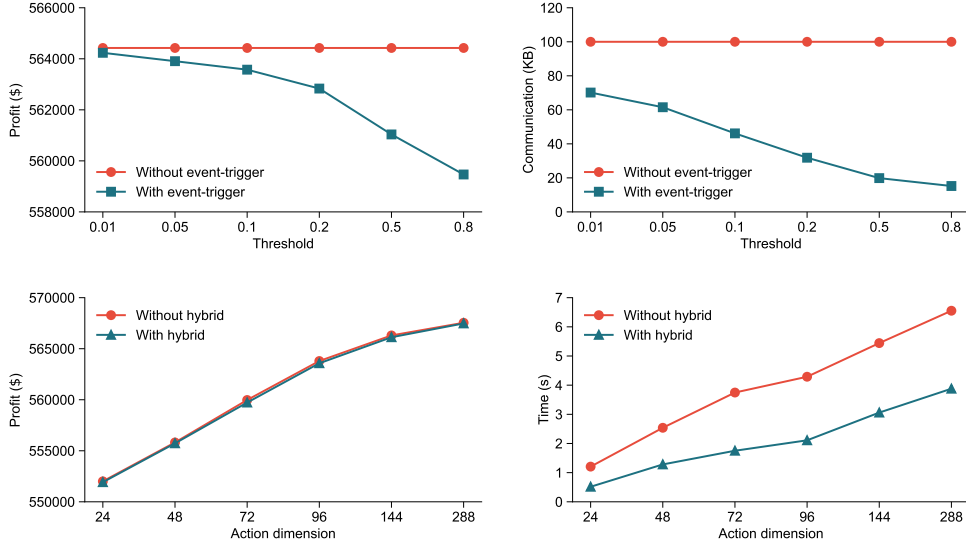 566000
564000
562000
560000
558000
Profit ($)
Without event-trigger
With event-trigger
0.01 0.05 0.1 0.2 0.5 0.8
Threshold
120
100
80
60
40
20
0
Communication (KB)
Without event-trigger
With event-trigger
0.01 0.05 0.1 0.2 0.5 0.8
Threshold
570000
565000
560000
555000
550000
Profit ($)
Without hybrid
With hybrid
24 48 72 96 144 288
Action dimension
7
6
5
4
3
2
1
0
Time (s)
Without hybrid
With hybrid
24 48 72 96 144 288
Action dimension